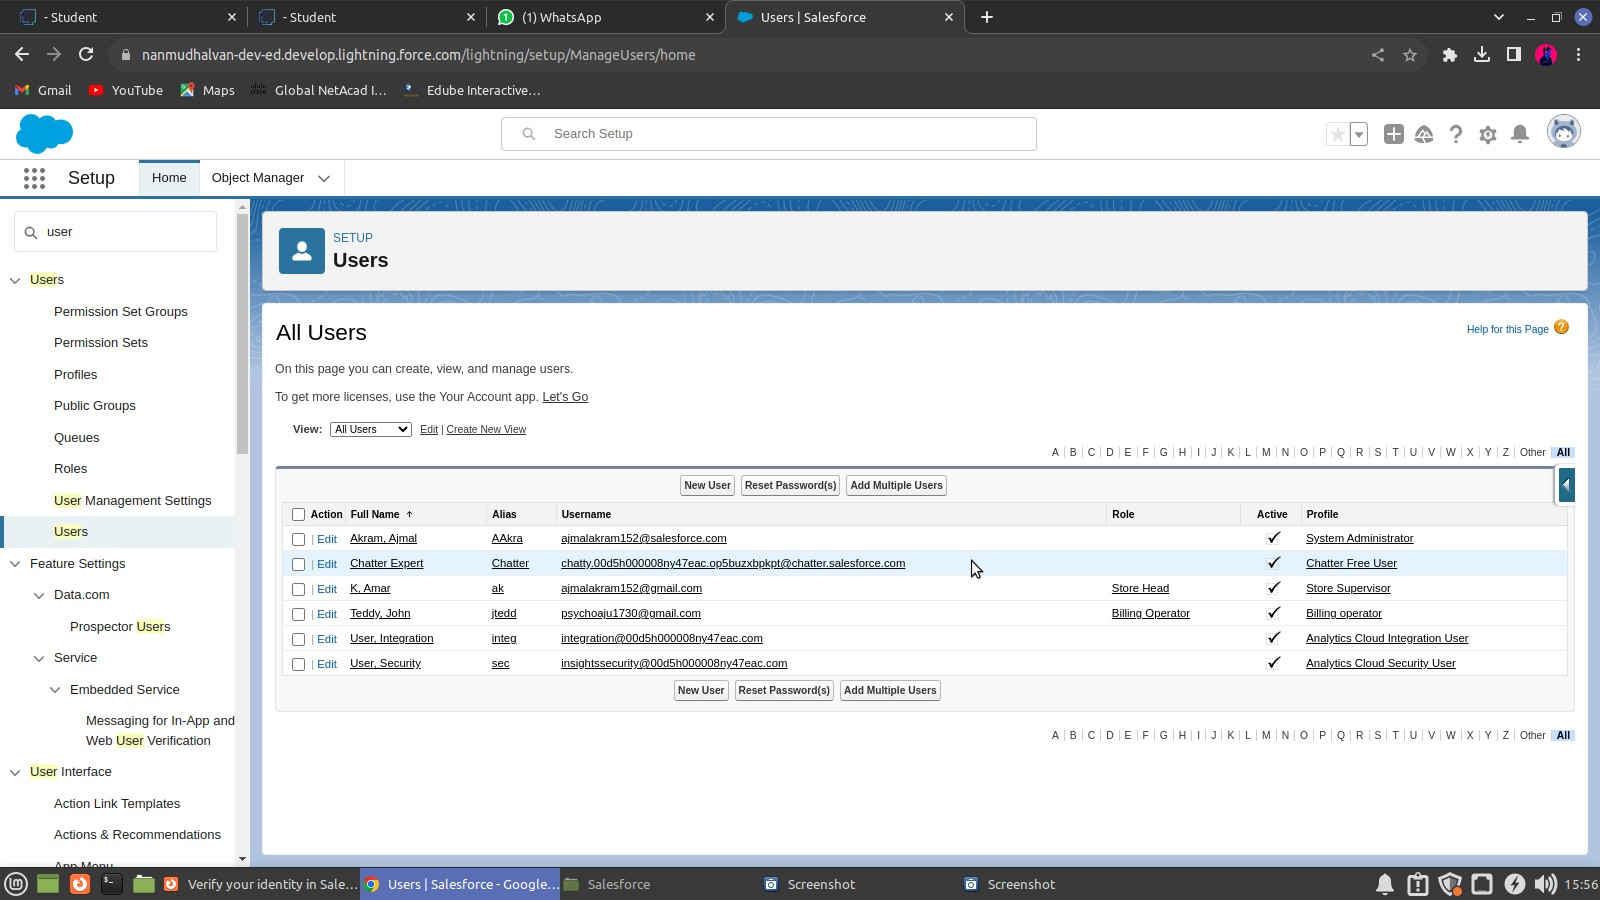 - Student
- Student
(1) WhatsApp
Users | Salesforce
nanmudhalvan-dev-ed.develop.lightning.force.com/lightning/setup/ManageUsers/home
Gmail YouTube Maps Global NetAcad I... Edube Interactive...
Search Setup
Setup Home Object Manager
user
Users
Permission Set Groups
Permission Sets
Profiles
Public Groups
Queues
Roles
User Management Settings
Users
Feature Settings
Data.com
Prospector Users
Service
Embedded Service
Messaging for In-App and
Web User Verification
User Interface
Action Link Templates
Actions & Recommendations
App Menu
SETUP
Users
All Users
Help for this Page ?
On this page you can create, view, and manage users.
To get more licenses, use the Your Account app. Let's Go
View: All Users Edit | Create New View
A | B | C | D | E | F | G | H | I | J | K | L | M | N | O | P | Q | R | S | T | U | V | W | X | Y | Z | Other | All
New User Reset Password(s) Add Multiple Users
Action Full Name Alias Username Role Active Profile
| Edit Akram, Ajmal AAkra ajmalakram152@salesforce.com System Administrator
| Edit Chatter Expert Chatter chatty.00d5h000008ny47eac.op5buzxbpkpt@chatter.salesforce.com Chatter Free User
| Edit K, Amar ak ajmalakram152@gmail.com Store Head Store Supervisor
| Edit Teddy, John jtedd psychoaju1730@gmail.com Billing Operator Billing operator
| Edit User, Integration integ integration@00d5h000008ny47eac.com Analytics Cloud Integration User
| Edit User, Security sec insightssecurity@00d5h000008ny47eac.com Analytics Cloud Security User
New User Reset Password(s) Add Multiple Users
A | B | C | D | E | F | G | H | I | J | K | L | M | N | O | P | Q | R | S | T | U | V | W | X | Y | Z | Other | All
Verify your identity in Sale... Users | Salesforce - Google... Salesforce Screenshot Screenshot 15:56